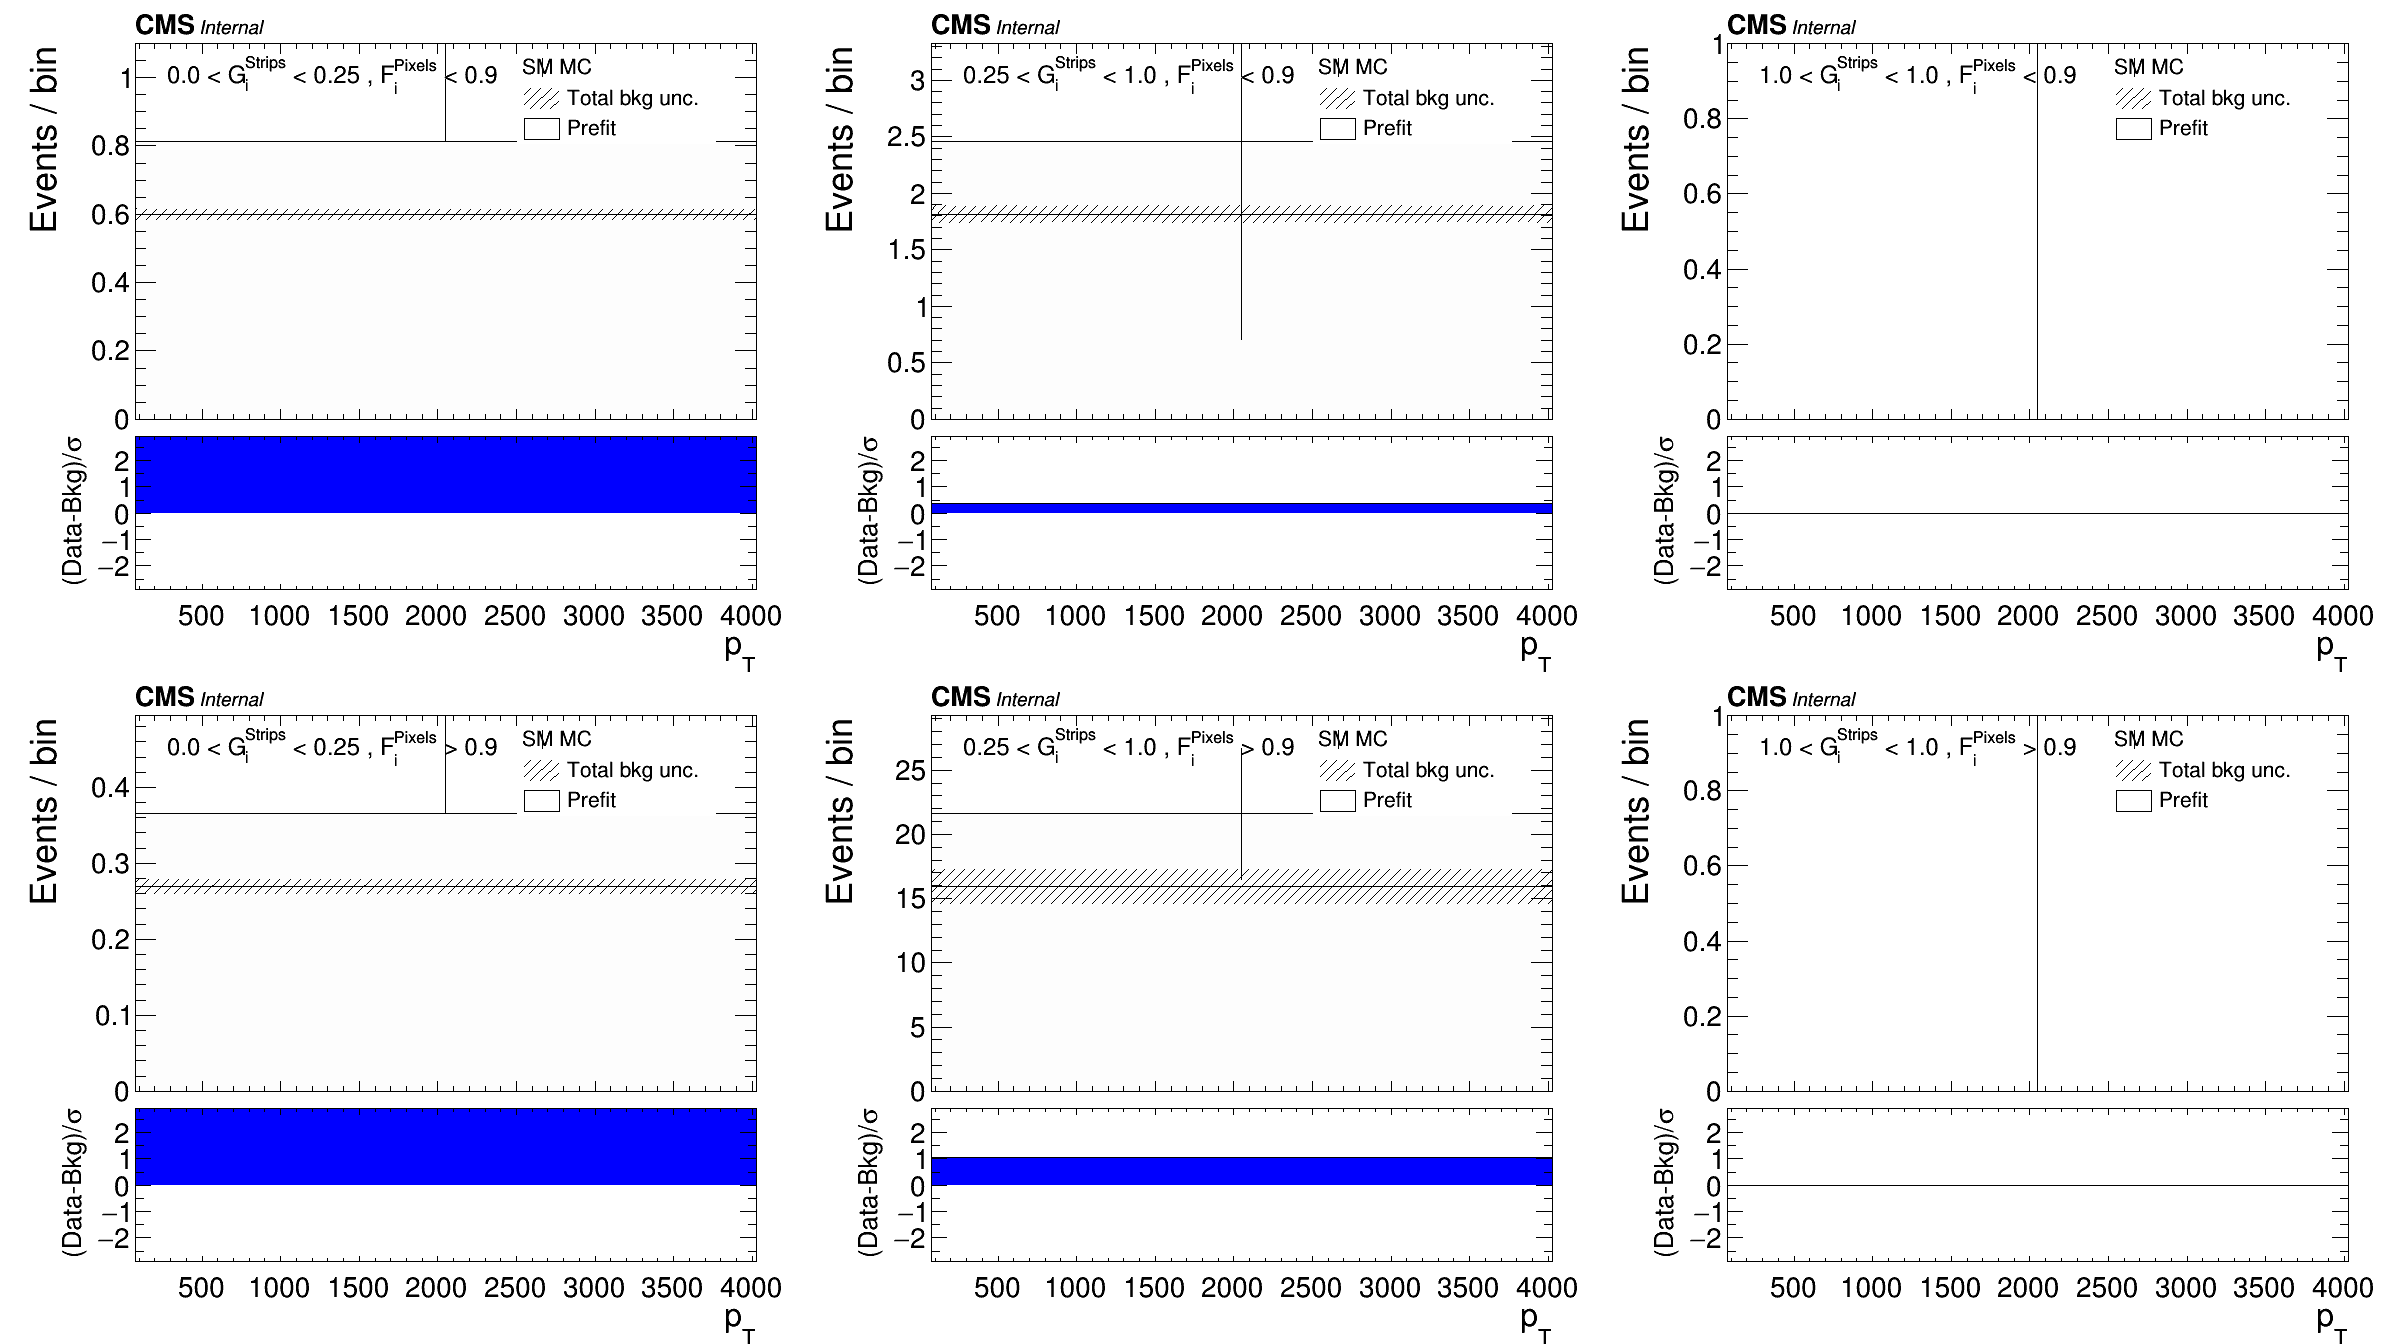 CMS Internal
0.0 < G_i^Strips < 0.25 , F_i^Pixels < 0.9
SM MC
Total bkg unc.
Prefit
Events / bin
1
0.8
0.6
0.4
0.2
0
(Data-Bkg)/σ
2
1
0
−1
−2
500 1000 1500 2000 2500 3000 3500 4000
p_T
CMS Internal
0.25 < G_i^Strips < 1.0 , F_i^Pixels < 0.9
SM MC
Total bkg unc.
Prefit
Events / bin
3
2.5
2
1.5
1
0.5
0
(Data-Bkg)/σ
2
1
0
−1
−2
500 1000 1500 2000 2500 3000 3500 4000
p_T
CMS Internal
1.0 < G_i^Strips < 1.0 , F_i^Pixels < 0.9
SM MC
Total bkg unc.
Prefit
Events / bin
1
0.8
0.6
0.4
0.2
0
(Data-Bkg)/σ
2
1
0
−1
−2
500 1000 1500 2000 2500 3000 3500 4000
p_T
CMS Internal
0.0 < G_i^Strips < 0.25 , F_i^Pixels > 0.9
SM MC
Total bkg unc.
Prefit
Events / bin
0.4
0.3
0.2
0.1
0
(Data-Bkg)/σ
2
1
0
−1
−2
500 1000 1500 2000 2500 3000 3500 4000
p_T
CMS Internal
0.25 < G_i^Strips < 1.0 , F_i^Pixels > 0.9
SM MC
Total bkg unc.
Prefit
Events / bin
25
20
15
10
5
0
(Data-Bkg)/σ
2
1
0
−1
−2
500 1000 1500 2000 2500 3000 3500 4000
p_T
CMS Internal
1.0 < G_i^Strips < 1.0 , F_i^Pixels > 0.9
SM MC
Total bkg unc.
Prefit
Events / bin
1
0.8
0.6
0.4
0.2
0
(Data-Bkg)/σ
2
1
0
−1
−2
500 1000 1500 2000 2500 3000 3500 4000
p_T